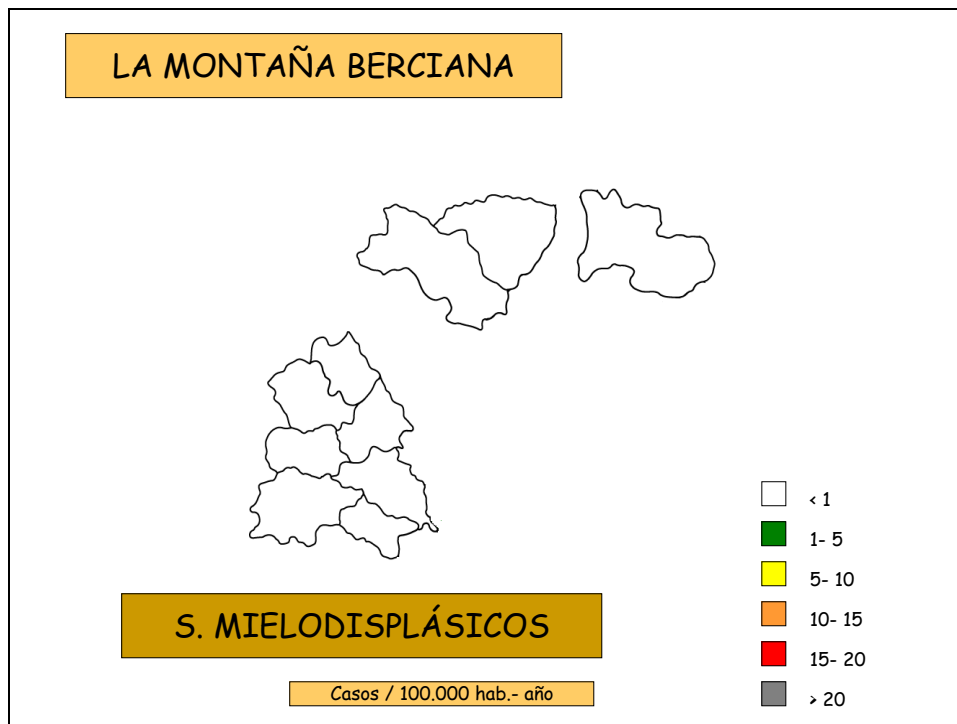 LA MONTAÑA BERCIANA
< 1
1- 5
5- 10
10- 15
15- 20
> 20
S. MIELODISPLÁSICOS
Casos / 100.000 hab.- año